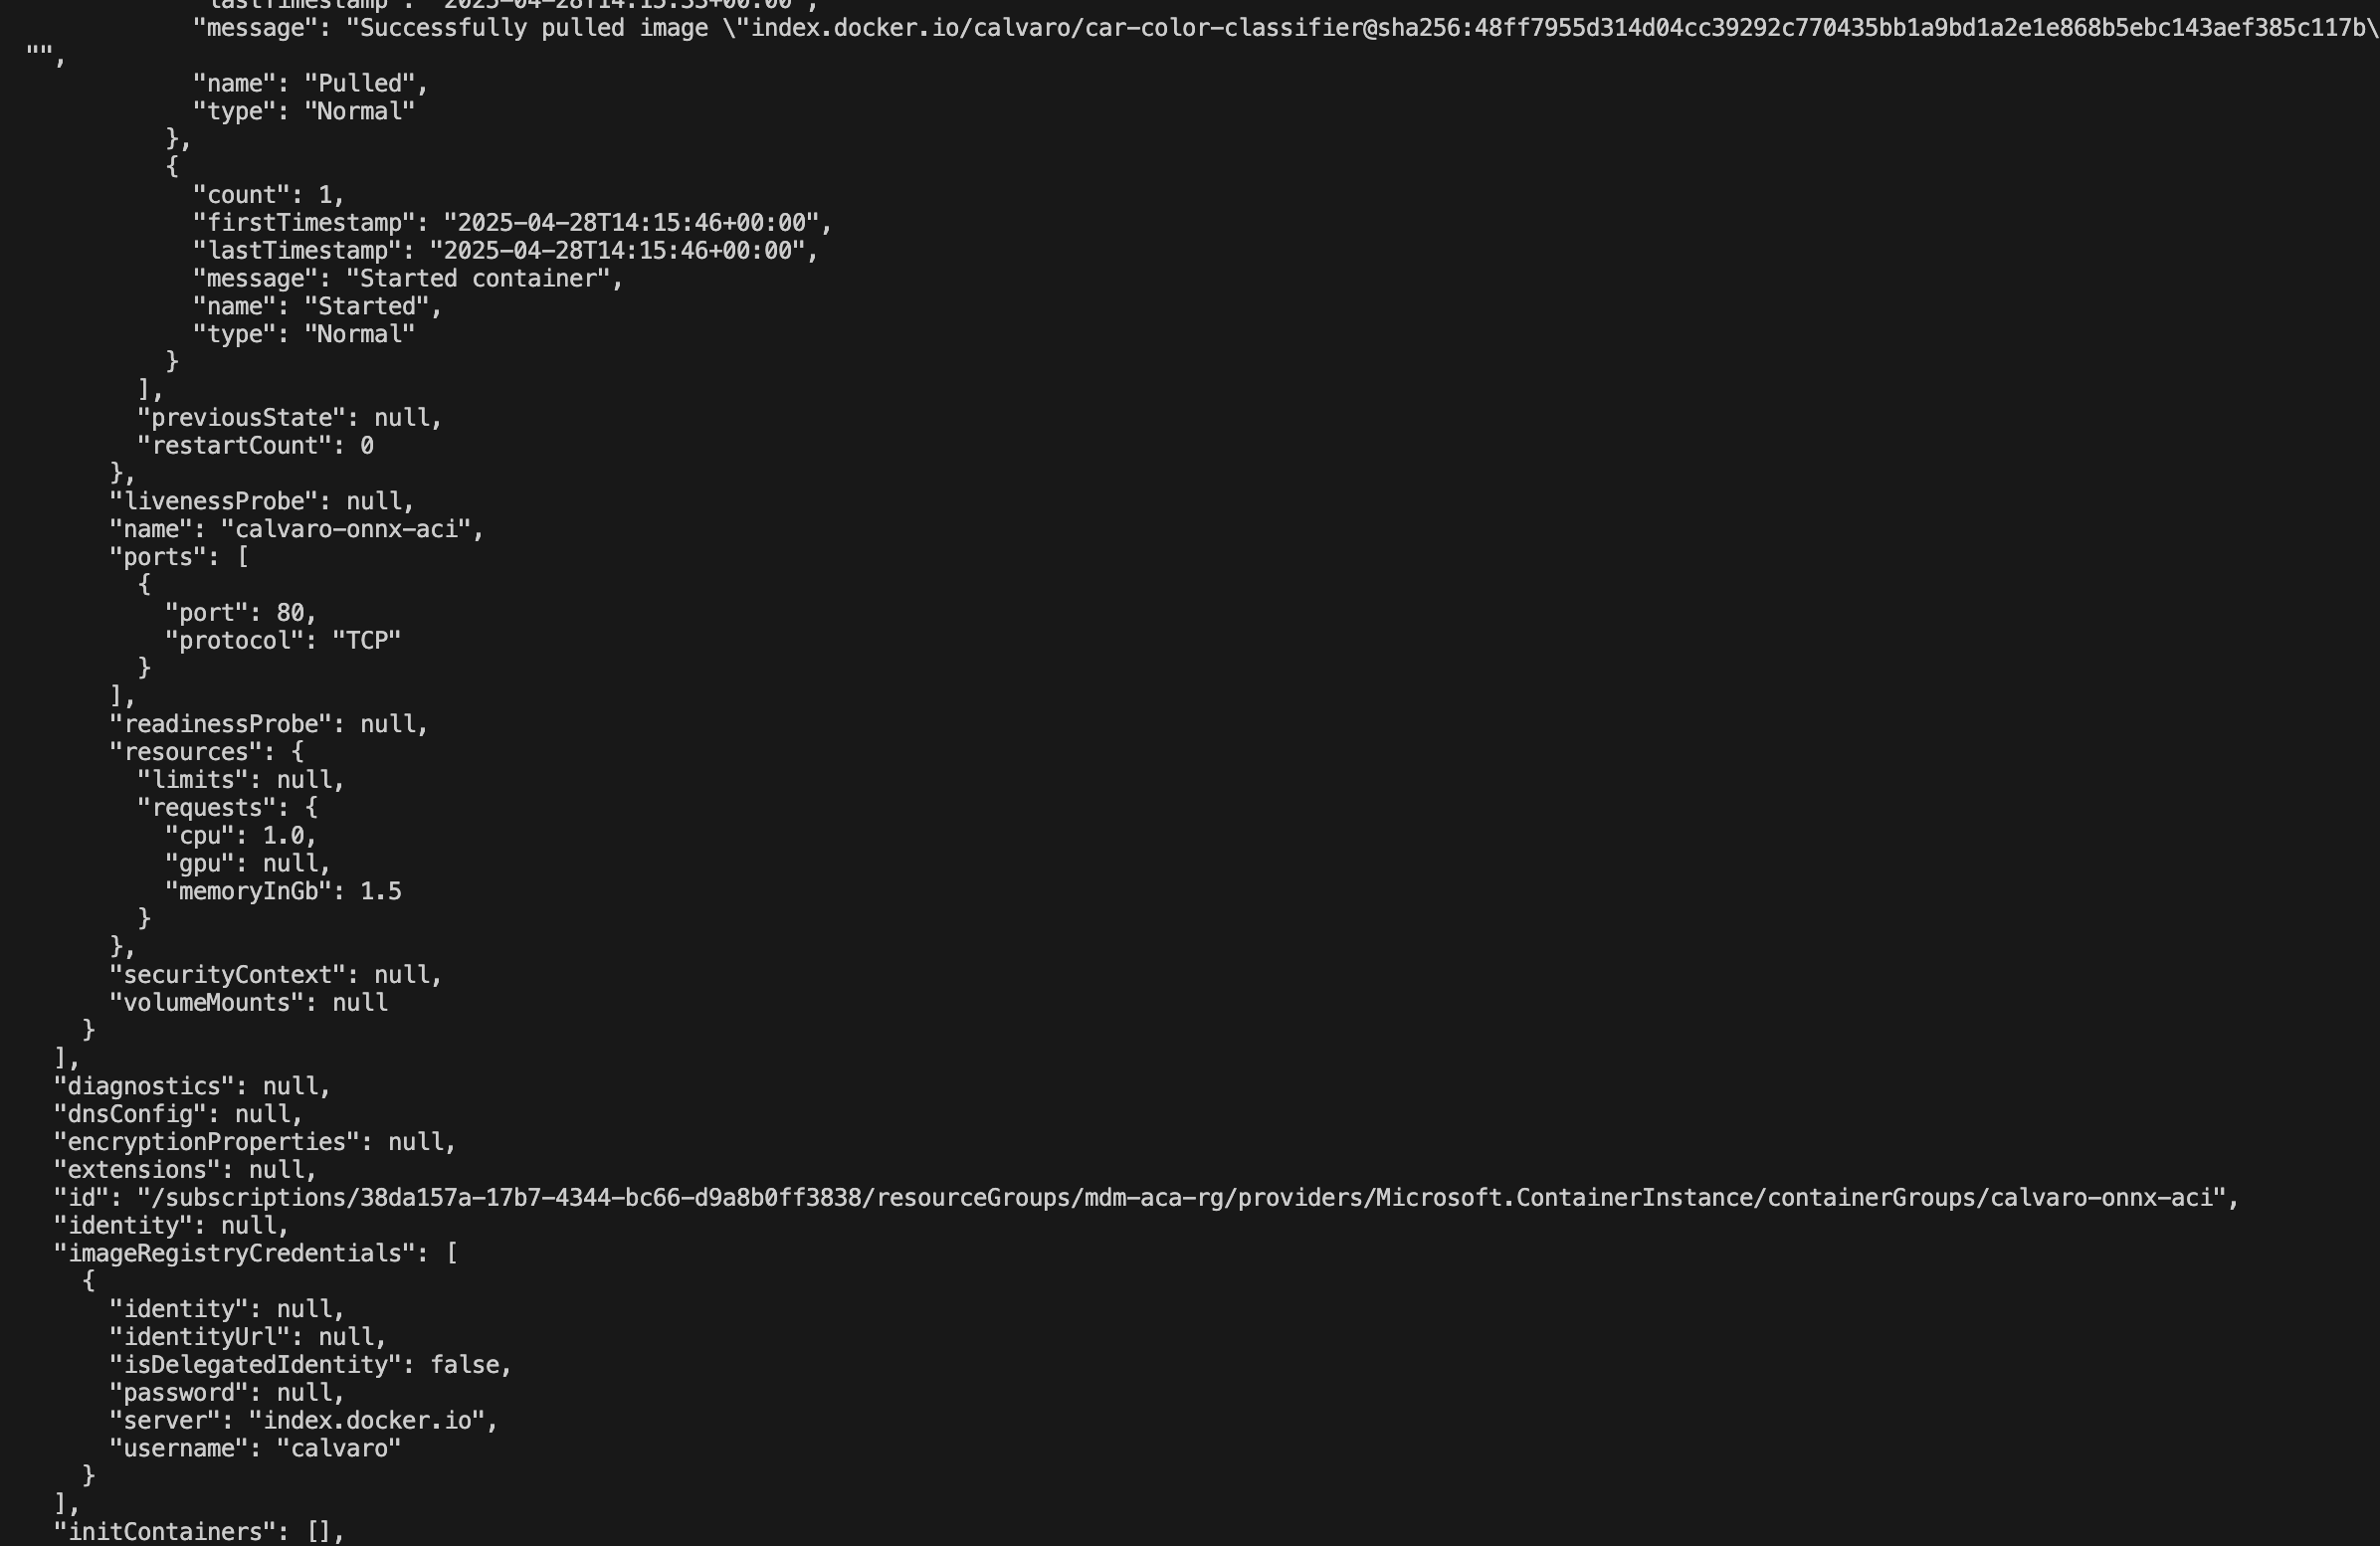 "lastTimestamp": "2025-04-28T14:15:33+00:00",
"message": "Successfully pulled image \"index.docker.io/calvaro/car-color-classifier@sha256:48ff7955d314d04cc39292c770435bb1a9bd1a2e1e868b5ebc143aef385c117b\
"",
"name": "Pulled",
"type": "Normal"
},
{
"count": 1,
"firstTimestamp": "2025-04-28T14:15:46+00:00",
"lastTimestamp": "2025-04-28T14:15:46+00:00",
"message": "Started container",
"name": "Started",
"type": "Normal"
}
],
"previousState": null,
"restartCount": 0
},
"livenessProbe": null,
"name": "calvaro-onnx-aci",
"ports": [
{
"port": 80,
"protocol": "TCP"
}
],
"readinessProbe": null,
"resources": {
"limits": null,
"requests": {
"cpu": 1.0,
"gpu": null,
"memoryInGb": 1.5
}
},
"securityContext": null,
"volumeMounts": null
}
],
"diagnostics": null,
"dnsConfig": null,
"encryptionProperties": null,
"extensions": null,
"id": "/subscriptions/38da157a-17b7-4344-bc66-d9a8b0ff3838/resourceGroups/mdm-aca-rg/providers/Microsoft.ContainerInstance/containerGroups/calvaro-onnx-aci",
"identity": null,
"imageRegistryCredentials": [
{
"identity": null,
"identityUrl": null,
"isDelegatedIdentity": false,
"password": null,
"server": "index.docker.io",
"username": "calvaro"
}
],
"initContainers": [],